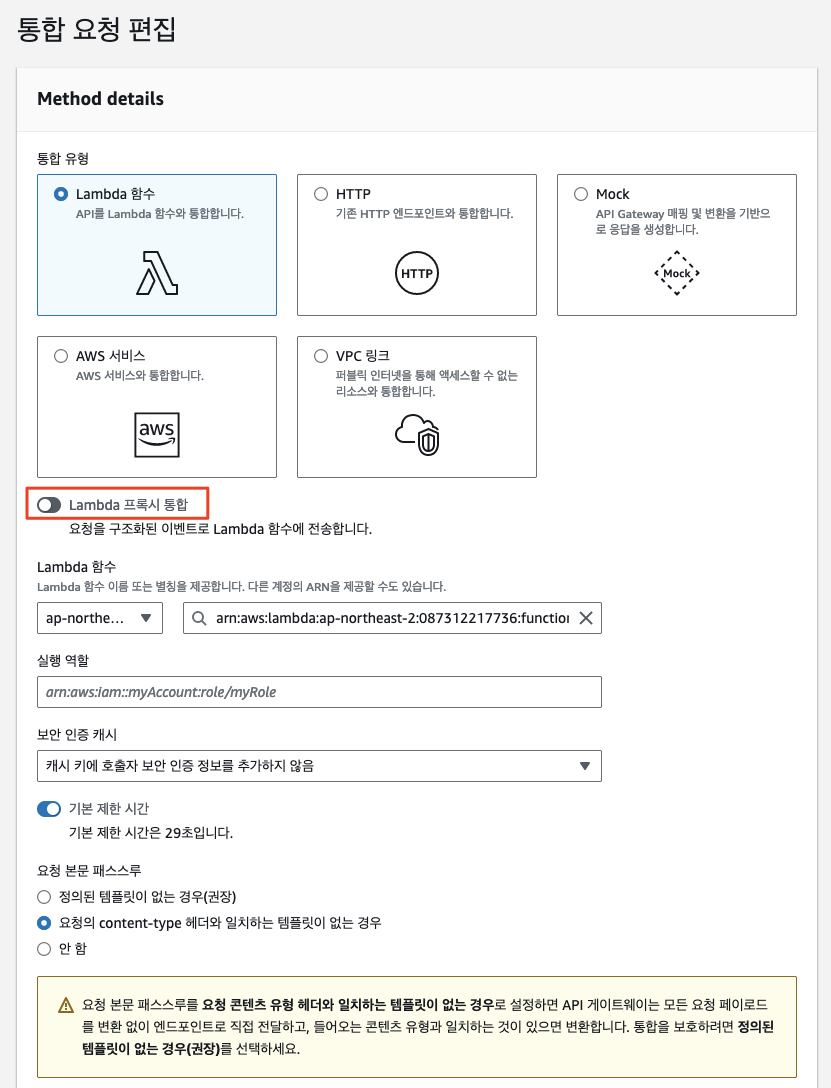 통합 요청 편집
Method details
통합 유형
Lambda 함수
API를 Lambda 함수와 통합합니다.
HTTP
기존 HTTP 엔드포인트와 통합합니다.
HTTP
Mock
API Gateway 매핑 및 변환을 기반으
로 응답을 생성합니다.
Mock
AWS 서비스
AWS 서비스와 통합합니다.
aws
VPC 링크
퍼블릭 인터넷을 통해 액세스할 수 없는
리소스와 통합합니다.
Lambda 프록시 통합
요청을 구조화된 이벤트로 Lambda 함수에 전송합니다.
Lambda 함수
Lambda 함수 이름 또는 별칭을 제공합니다. 다른 계정의 ARN을 제공할 수도 있습니다.
ap-northe...
arn:aws:lambda:ap-northeast-2:087312217736:function
실행 역할
arn:aws:iam::myAccount:role/myRole
보안 인증 캐시
캐시 키에 호출자 보안 인증 정보를 추가하지 않음
기본 제한 시간
기본 제한 시간은 29초입니다.
요청 본문 패스스루
정의된 템플릿이 없는 경우(권장)
요청의 content-type 헤더와 일치하는 템플릿이 없는 경우
안 함
요청 본문 패스스루를 요청 콘텐츠 유형 헤더와 일치하는 템플릿이 없는 경우로 설정하면 API 게이트웨이는 모든 요청 페이로드
를 변환 없이 엔드포인트로 직접 전달하고, 들어오는 콘텐츠 유형과 일치하는 것이 있으면 변환합니다. 통합을 보호하려면 정의된
템플릿이 없는 경우(권장)를 선택하세요.